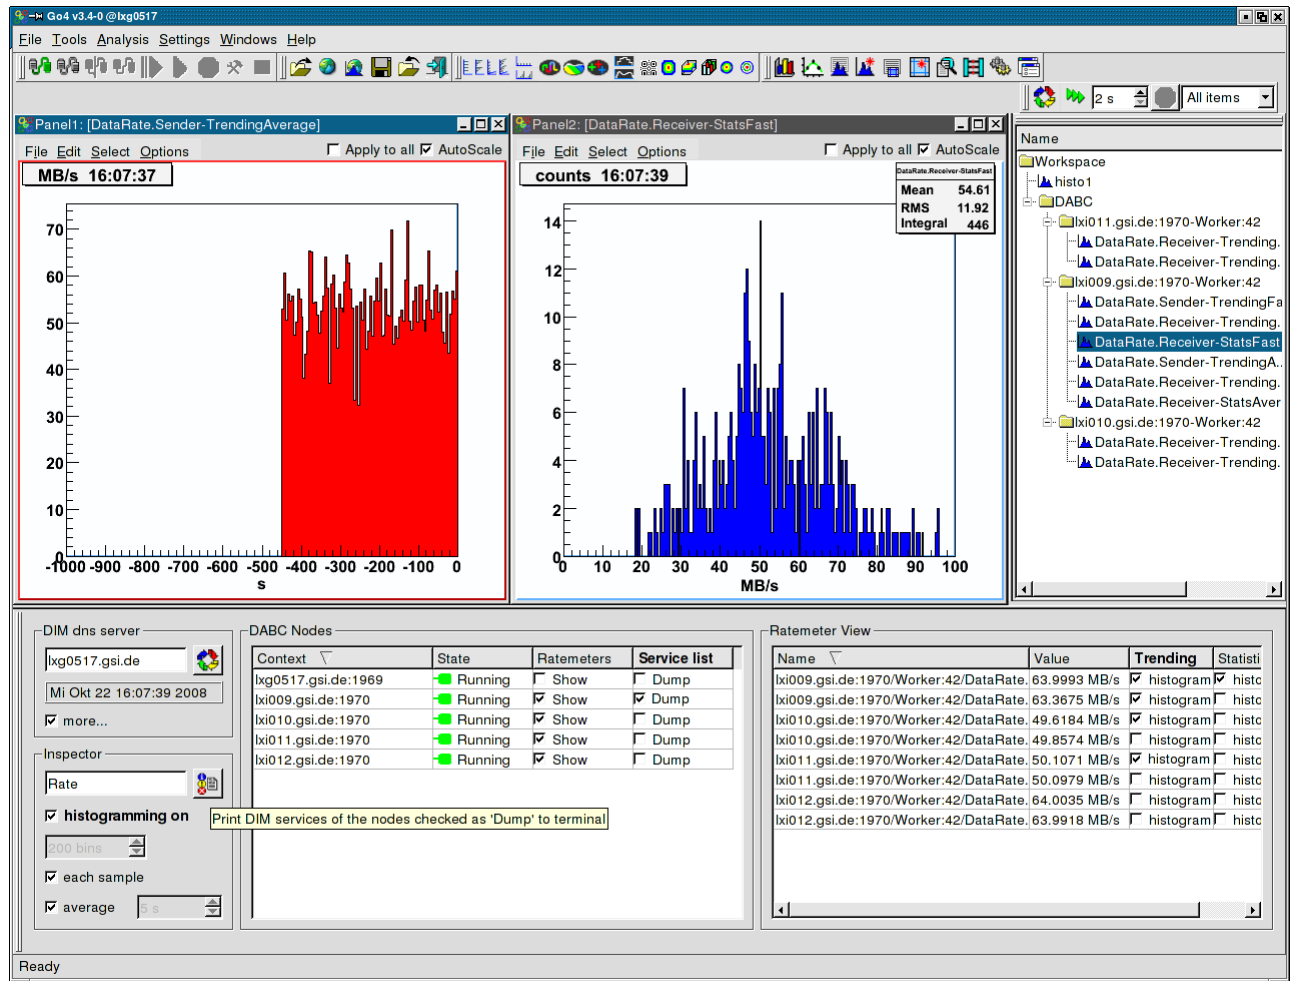 Go4 v3.4-0 @lxg0517
File Tools Analysis Settings Windows Help
2 s All items
Panel1: [DataRate.Sender-TrendingAverage]
File Edit Select Options Apply to all AutoScale
MB/s 16:07:37
70
60
50
40
30
20
10
0
-1000 -900 -800 -700 -600 -500 -400 -300 -200 -100 0
s
Panel2: [DataRate.Receiver-StatsFast]
File Edit Select Options Apply to all AutoScale
counts 16:07:39
DataRate.Receiver-StatsFast
Mean 54.61
RMS 11.92
Integral 446
14
12
10
8
6
4
2
0
0 10 20 30 40 50 60 70 80 90 100
MB/s
Name
Workspace
histo1
DABC
lxi011.gsi.de:1970-Worker:42
DataRate.Receiver-Trending.
DataRate.Receiver-Trending.
lxi009.gsi.de:1970-Worker:42
DataRate.Sender-TrendingFa
DataRate.Receiver-Trending.
DataRate.Receiver-StatsFast
DataRate.Sender-TrendingA..
DataRate.Receiver-Trending.
DataRate.Receiver-StatsAver
lxi010.gsi.de:1970-Worker:42
DataRate.Receiver-Trending.
DataRate.Receiver-Trending.
DIM dns server
lxg0517.gsi.de
Mi Okt 22 16:07:39 2008
more...
Inspector
Rate
histogramming on
200 bins
each sample
average 5 s
DABC Nodes
Context State Ratemeters Service list
lxg0517.gsi.de:1969 Running Show Dump
lxi009.gsi.de:1970 Running Show Dump
lxi010.gsi.de:1970 Running Show Dump
lxi011.gsi.de:1970 Running Show Dump
lxi012.gsi.de:1970 Running Show Dump
Print DIM services of the nodes checked as 'Dump' to terminal
Ratemeter View
Name Value Trending Statisti
lxi009.gsi.de:1970/Worker:42/DataRate. 63.9993 MB/s histogram histo
lxi009.gsi.de:1970/Worker:42/DataRate. 63.3675 MB/s histogram histo
lxi010.gsi.de:1970/Worker:42/DataRate. 49.6184 MB/s histogram histo
lxi010.gsi.de:1970/Worker:42/DataRate. 49.8574 MB/s histogram histo
lxi011.gsi.de:1970/Worker:42/DataRate. 50.1071 MB/s histogram histo
lxi011.gsi.de:1970/Worker:42/DataRate. 50.0979 MB/s histogram histo
lxi012.gsi.de:1970/Worker:42/DataRate. 64.0035 MB/s histogram histo
lxi012.gsi.de:1970/Worker:42/DataRate. 63.9918 MB/s histogram histo
Ready